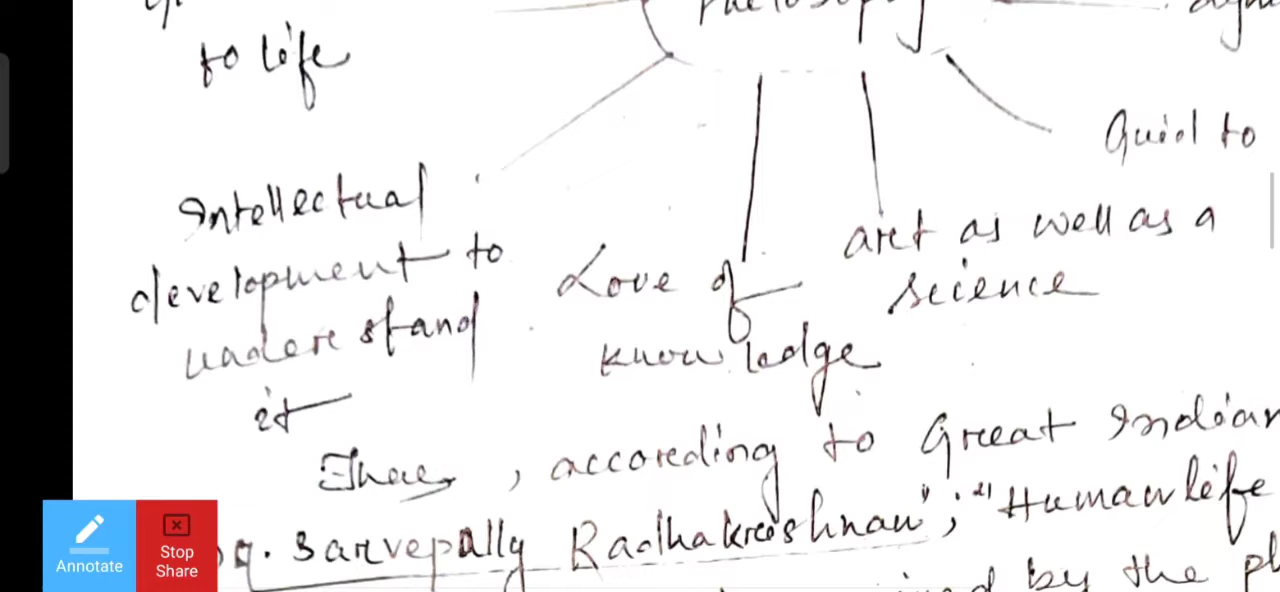 Philosophy
to life
Guid to
Intellectual
development to
understand
it
Love of
knowledge
art as well as a
science
Thus, according to Great Indian
Sarvepally Radhakrishnan", "Human life
by the pl
Annotate
Stop
Share